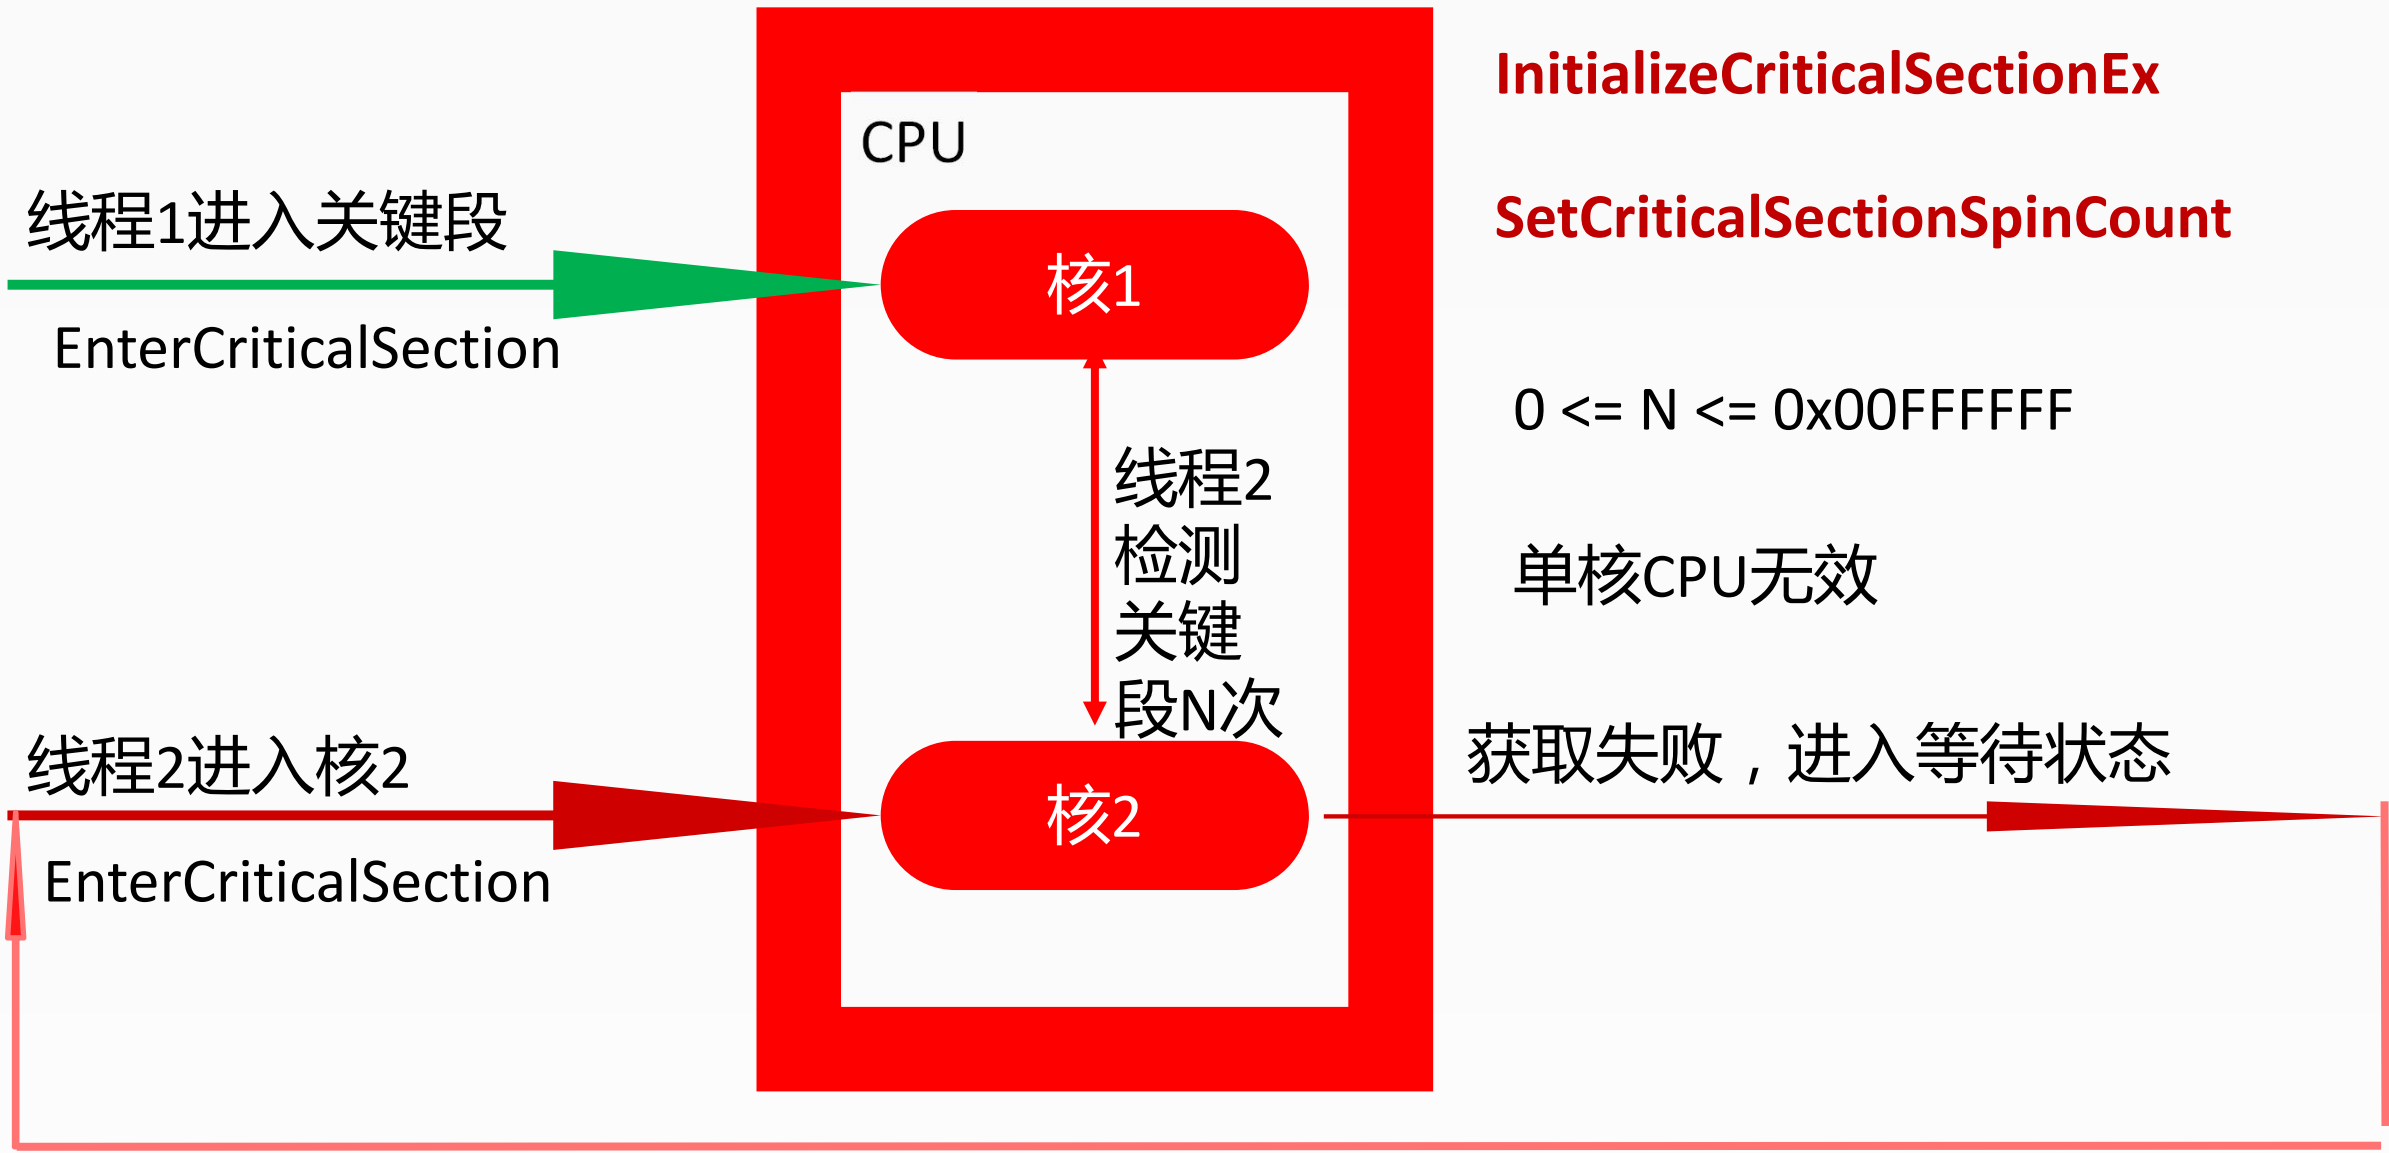 InitializeCriticalSectionEx
CPU
SetCriticalSectionSpinCount
线程1进入关键段
核1
EnterCriticalSection
0 <= N <= 0x00FFFFFF
线程2
检测
关键
段N次
单核CPU无效
线程2进入核2
获取失败，进入等待状态
核2
EnterCriticalSection